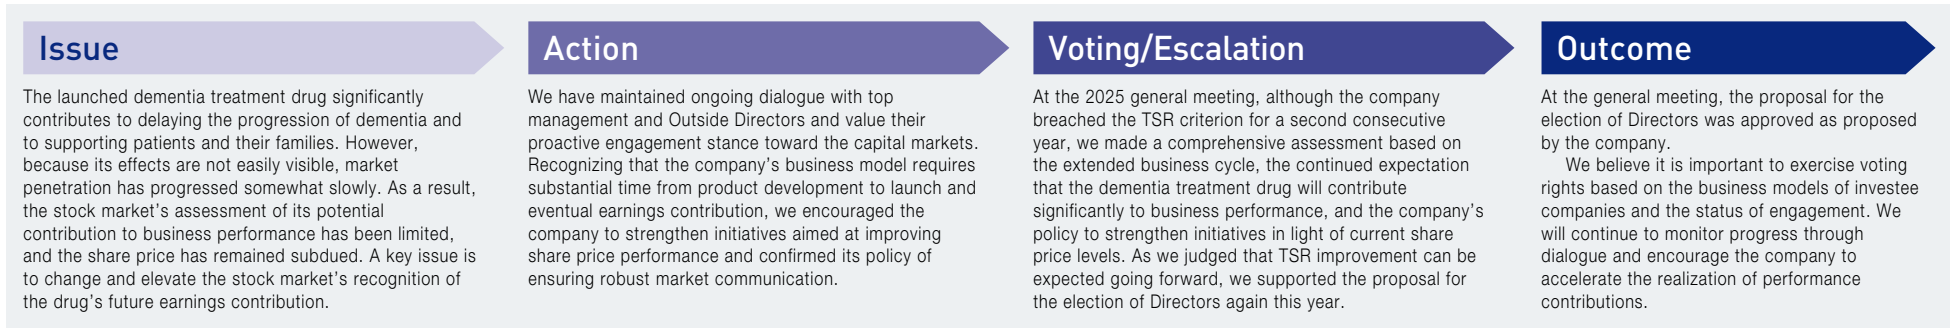 Issue
The launched dementia treatment drug significantly
contributes to delaying the progression of dementia and
to supporting patients and their families. However,
because its effects are not easily visible, market
penetration has progressed somewhat slowly. As a result,
the stock market's assessment of its potential
contribution to business performance has been limited,
and the share price has remained subdued. A key issue is
to change and elevate the stock market's recognition of
the drug's future earnings contribution.
Action
We have maintained ongoing dialogue with top
management and Outside Directors and value their
proactive engagement stance toward the capital markets.
Recognizing that the company's business model requires
substantial time from product development to launch and
eventual earnings contribution, we encouraged the
company to strengthen initiatives aimed at improving
share price performance and confirmed its policy of
ensuring robust market communication.
Voting/Escalation
At the 2025 general meeting, although the company
breached the TSR criterion for a second consecutive
year, we made a comprehensive assessment based on
the extended business cycle, the continued expectation
that the dementia treatment drug will contribute
significantly to business performance, and the company's
policy to strengthen initiatives in light of current share
price levels. As we judged that TSR improvement can be
expected going forward, we supported the proposal for
the election of Directors again this year.
Outcome
At the general meeting, the proposal for the
election of Directors was approved as proposed
by the company.
We believe it is important to exercise voting
rights based on the business models of investee
companies and the status of engagement. We
will continue to monitor progress through
dialogue and encourage the company to
accelerate the realization of performance
contributions.